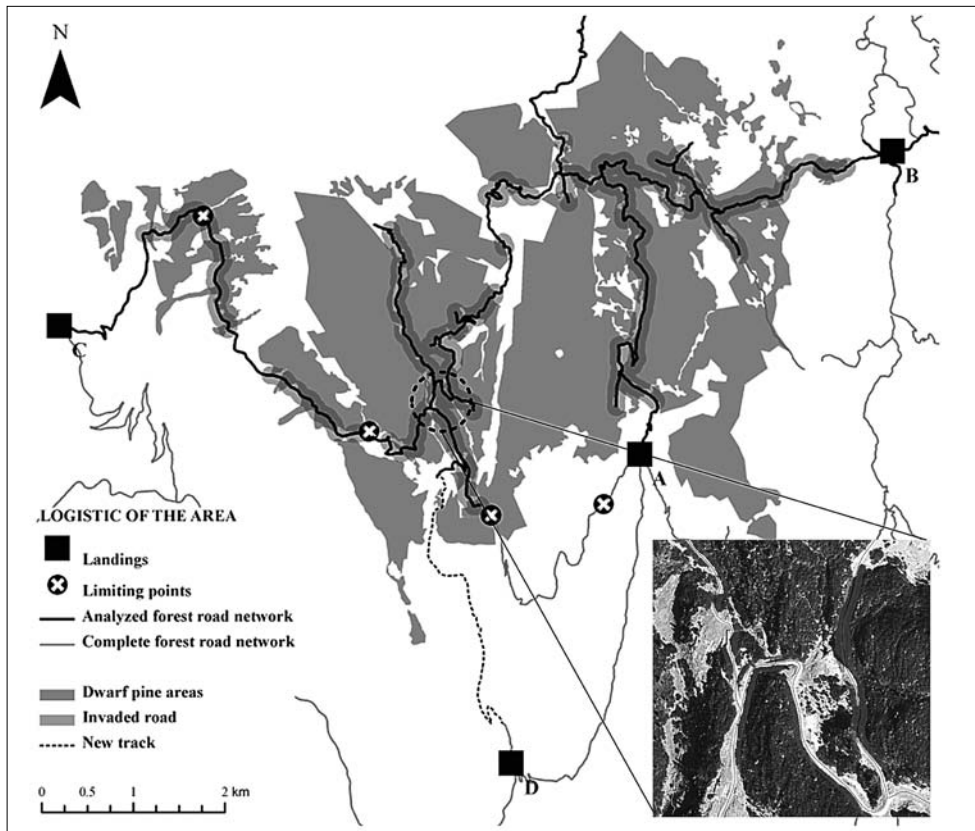 N
B
C
A
,LOGISTIC OF THE AREA
Landings
Limiting points
Analyzed forest road network
Complete forest road network
Dwarf pine areas
Invaded road
New track
D
0 0.5 1 2 km